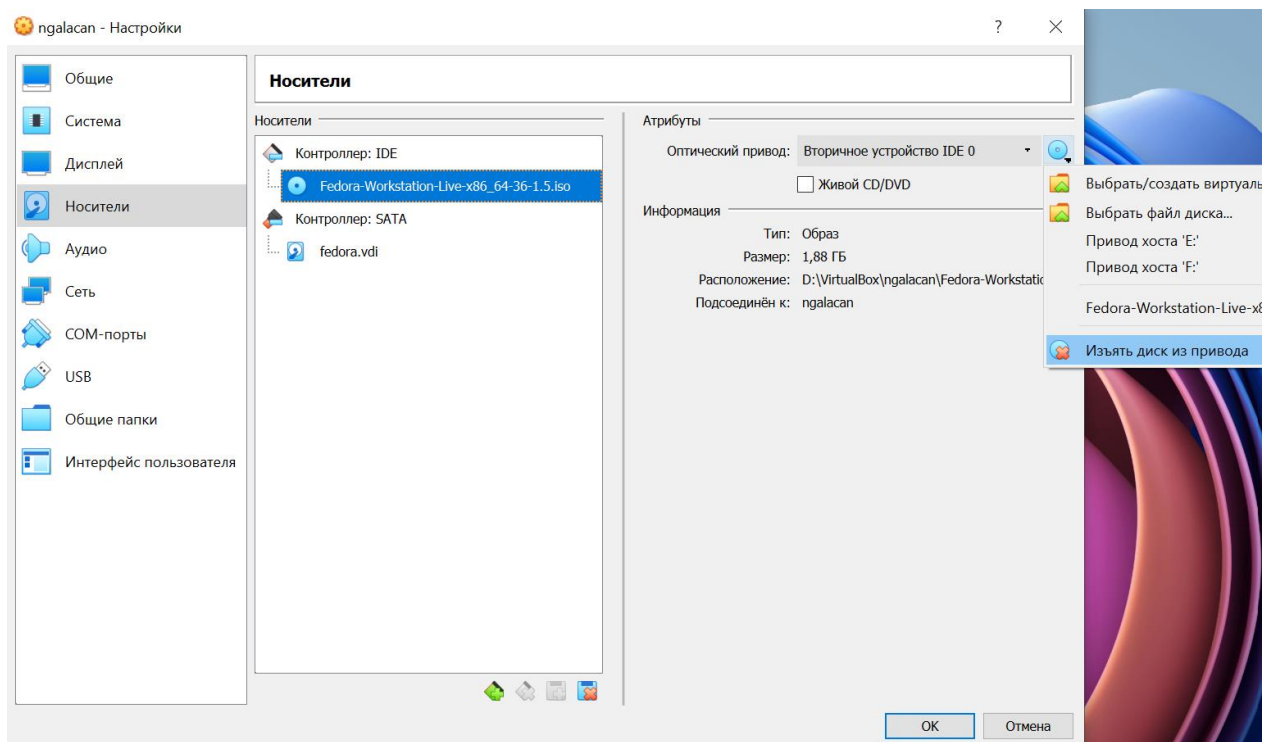 ngalacan - Настройки
?
Общие
Система
Дисплей
Носители
Аудио
Сеть
COM-порты
USB
Общие папки
Интерфейс пользователя
Носители
Носители
Контроллер: IDE
Fedora-Workstation-Live-x86_64-36-1.5.iso
Контроллер: SATA
fedora.vdi
Атрибуты
Оптический привод: Вторичное устройство IDE 0
Живой CD/DVD
Информация
Тип: Образ
Размер: 1,88 ГБ
Расположение: D:\VirtualBox\ngalacan\Fedora-Workstatio
Подсоединён к: ngalacan
Выбрать/создать виртуаль
Выбрать файл диска...
Привод хоста 'E:'
Привод хоста 'F:'
Fedora-Workstation-Live-x8
Изъять диск из привода
OK
Отмена